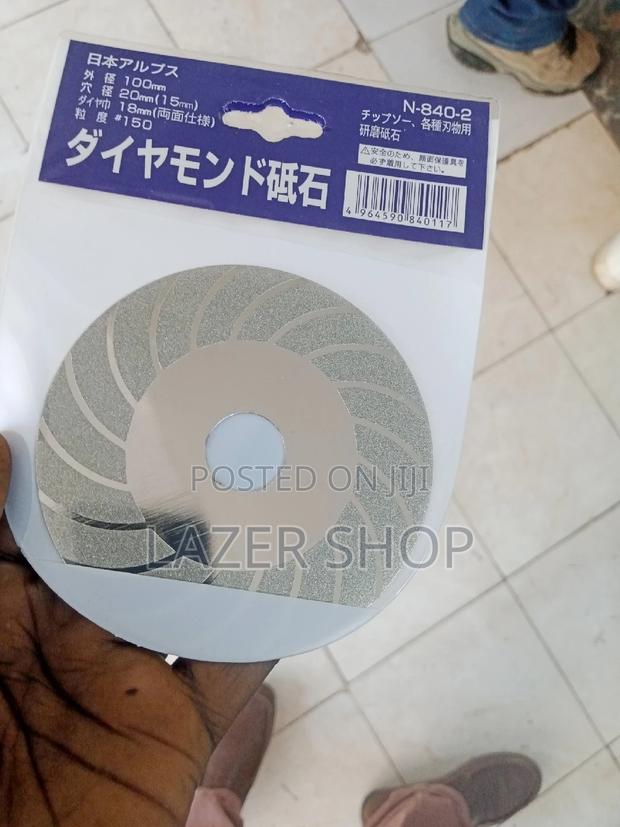 日本アルプス
外 径 100mm
穴 径 20mm(15mm)
ダイヤ巾 18mm(両面仕様)
粒 度 #150
ダイヤモンド砥石
N-840-2
チップソー、各種刃物用
研磨砥石
⚠安全のため、顔面保護具を
必ず着用して下さい。
4 964590 840117
POSTED ON JIJI
LAZER SHOP